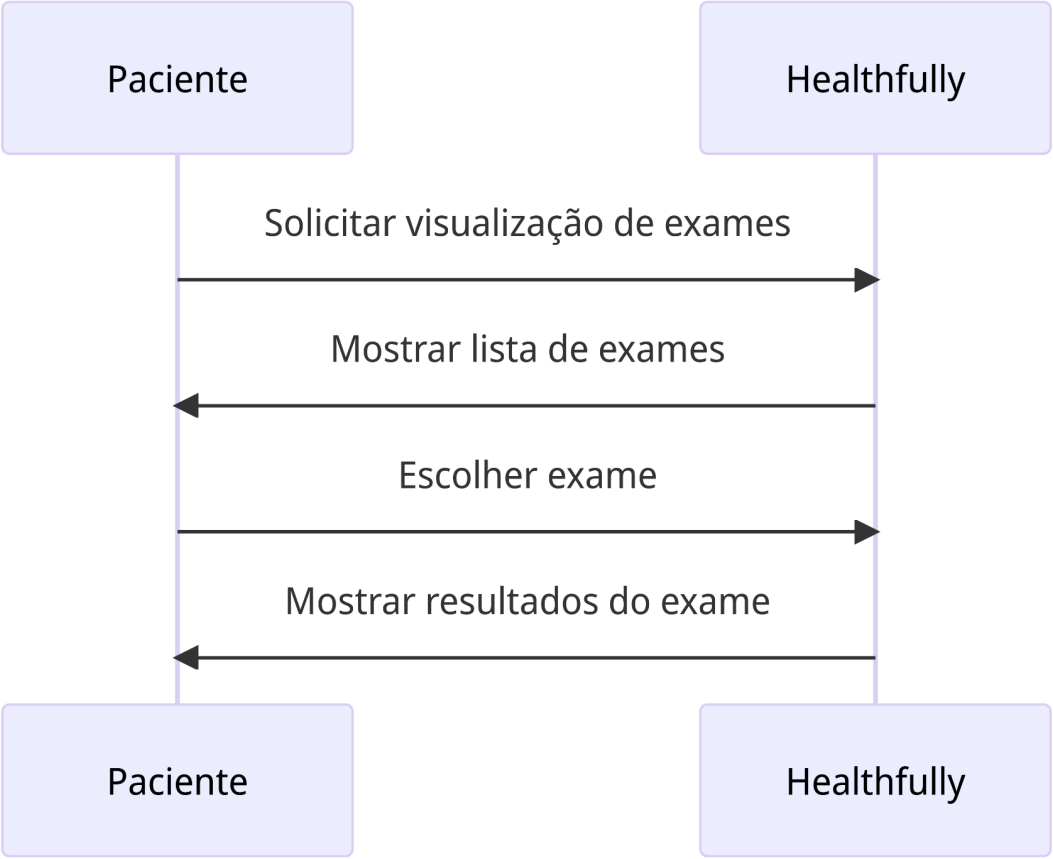 Paciente
Healthfully
Solicitar visualização de exames
Mostrar lista de exames
Escolher exame
Mostrar resultados do exame
Paciente
Healthfully